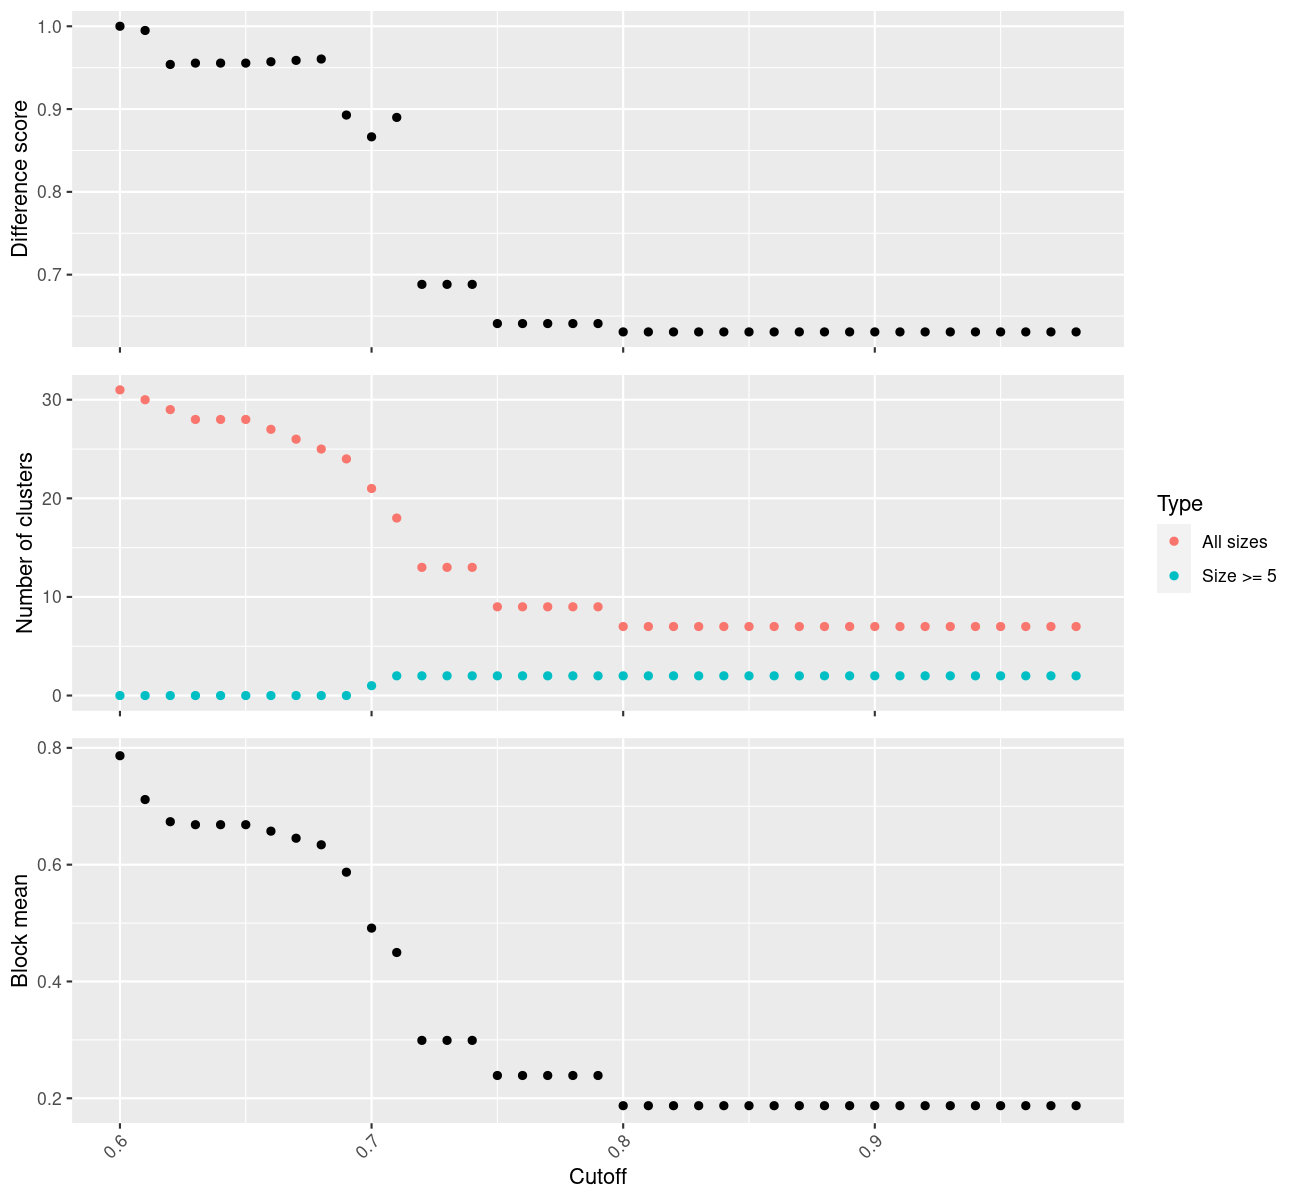 Difference score
1.0
0.9
0.8
0.7
Number of clusters
30
20
10
0
Type
All sizes
Size >= 5
Block mean
0.8
0.6
0.4
0.2
0.6
0.7
0.8
0.9
Cutoff